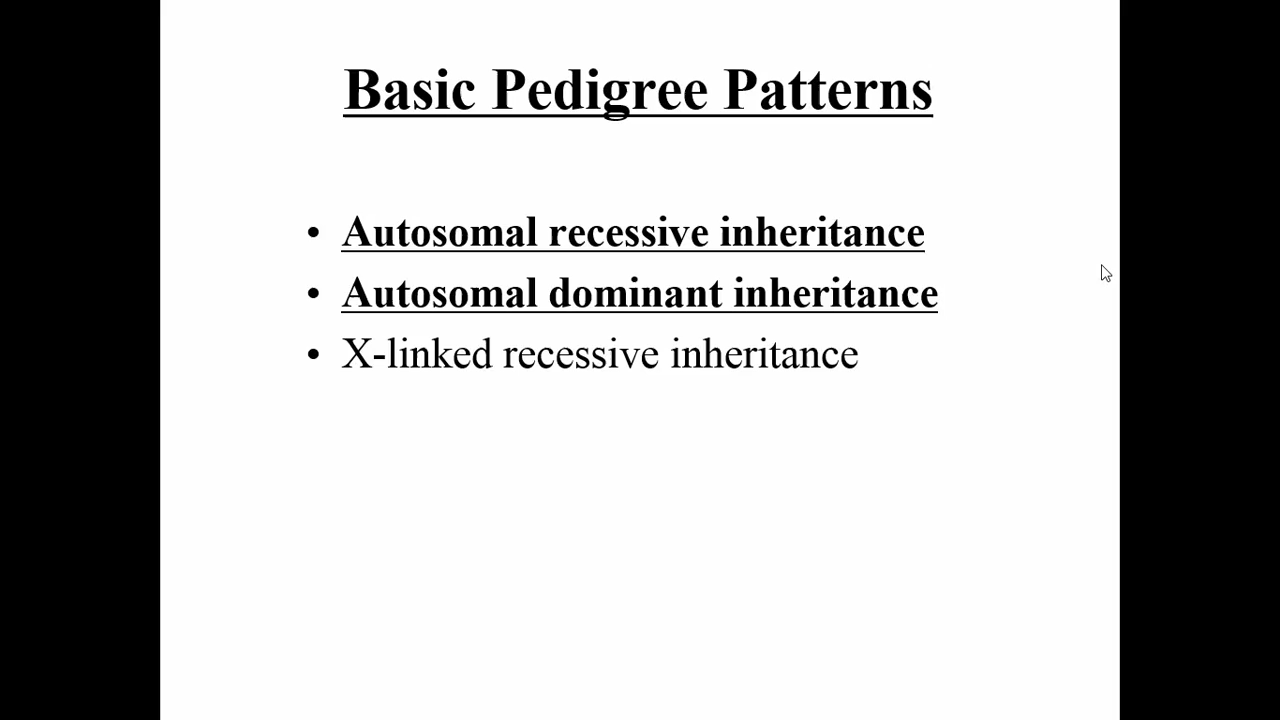 Basic Pedigree Patterns
• Autosomal recessive inheritance
• Autosomal dominant inheritance
• X-linked recessive inheritance